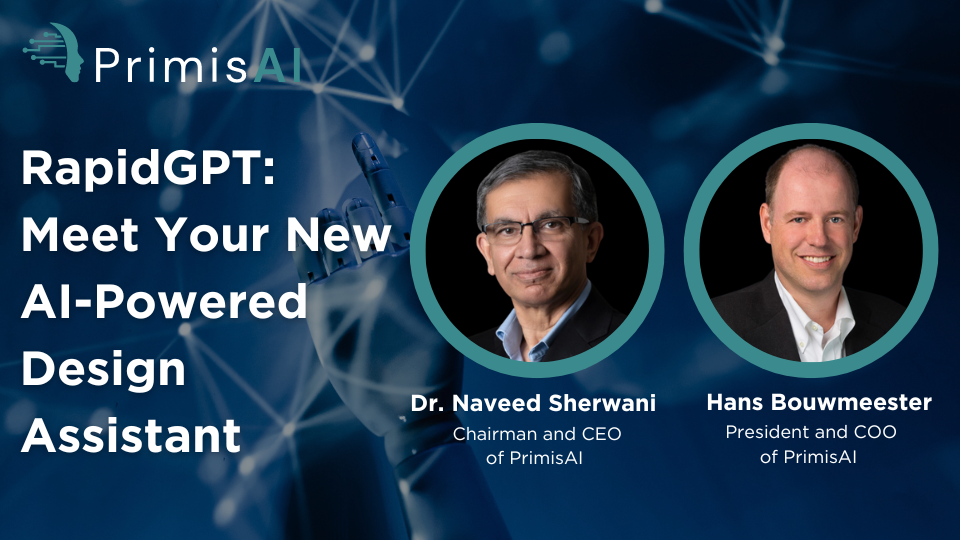 PrimisAI
RapidGPT:
Meet Your New
AI-Powered
Design
Assistant
Dr. Naveed Sherwani
Chairman and CEO
of PrimisAI
Hans Bouwmeester
President and COO
of PrimisAI